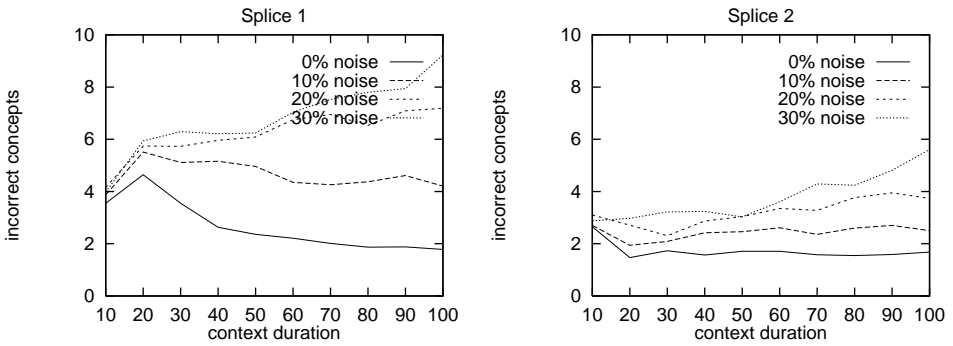 Splice 1
10
8
6
4
2
0
incorrect concepts
0% noise
10% noise
20% noise
30% noise
10 20 30 40 50 60 70 80 90 100
context duration
Splice 2
10
8
6
4
2
0
incorrect concepts
0% noise
10% noise
20% noise
30% noise
10 20 30 40 50 60 70 80 90 100
context duration